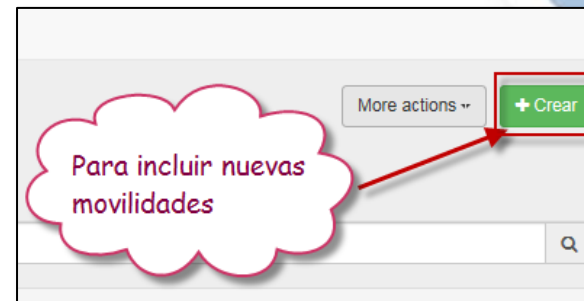 More actions
+ Crear
Para incluir nuevas
movilidades